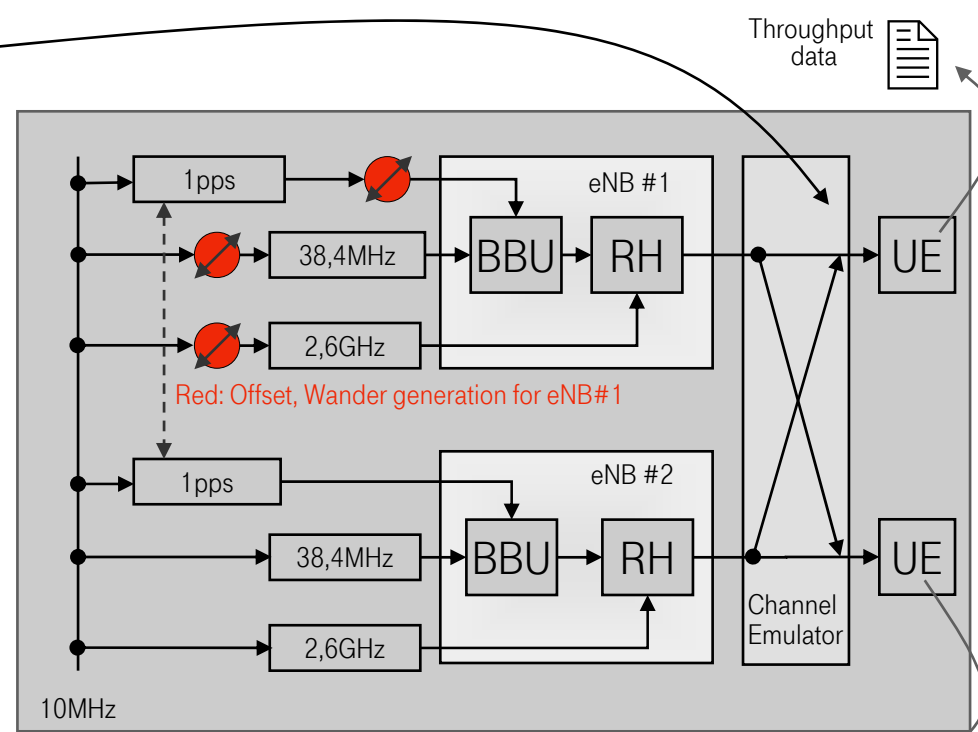 Throughput
data
1pps
eNB #1
38,4MHz
BBU
RH
UE
2,6GHz
Red: Offset, Wander generation for eNB#1
1pps
eNB #2
38,4MHz
BBU
RH
UE
Channel
Emulator
2,6GHz
10MHz